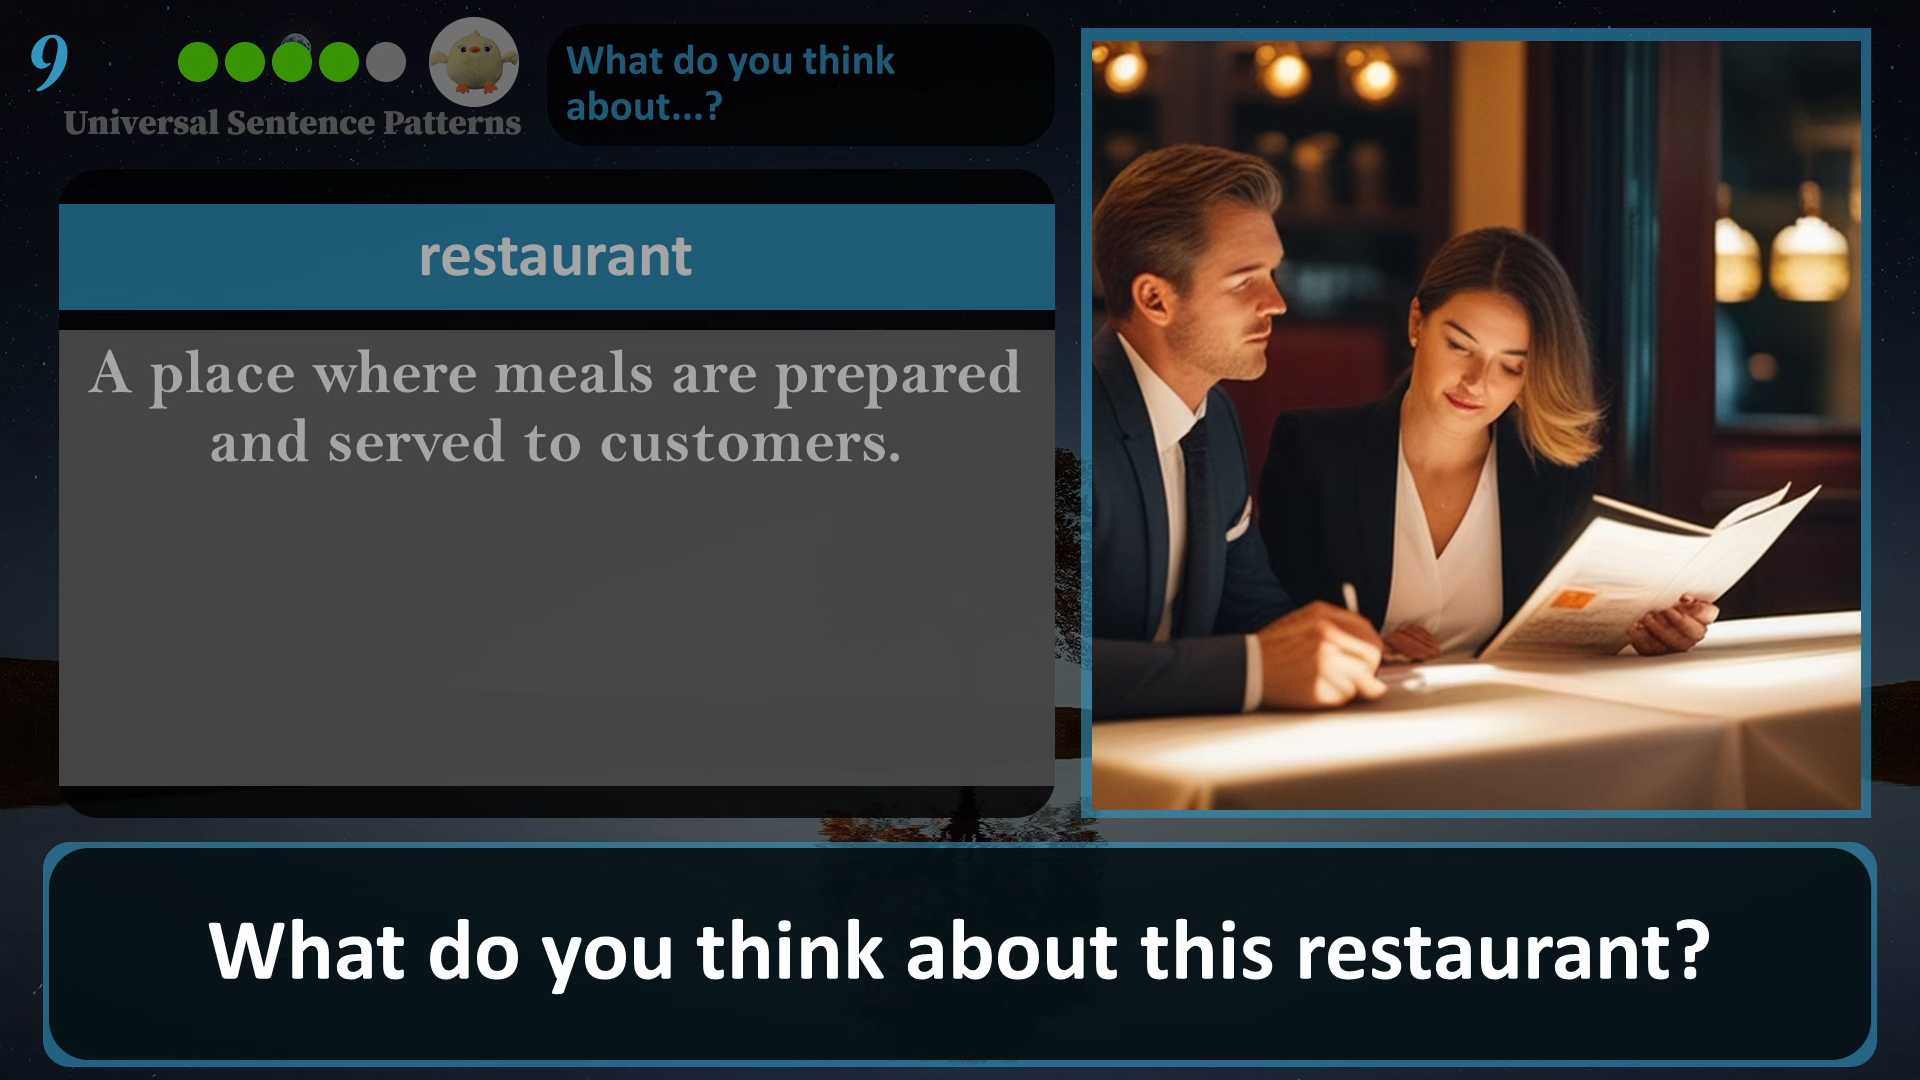 9
Universal Sentence Patterns
What do you think
about...?
restaurant
A place where meals are prepared
and served to customers.
What do you think about this restaurant?